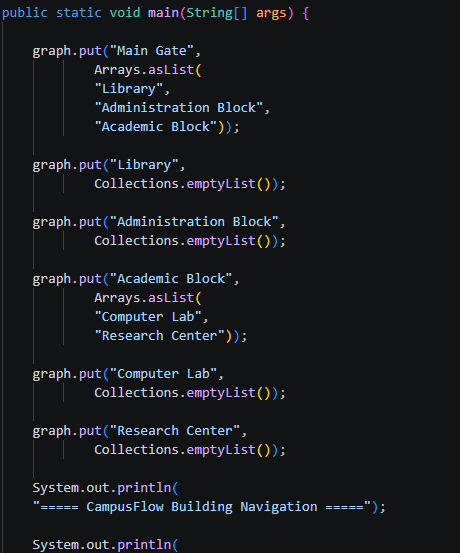 public static void main(String[] args) {
graph.put("Main Gate",
Arrays.asList(
"Library",
"Administration Block",
"Academic Block"));
graph.put("Library",
Collections.emptyList());
graph.put("Administration Block",
Collections.emptyList());
graph.put("Academic Block",
Arrays.asList(
"Computer Lab",
"Research Center"));
graph.put("Computer Lab",
Collections.emptyList());
graph.put("Research Center",
Collections.emptyList());
System.out.println(
"===== CampusFlow Building Navigation =====");
System.out.println(